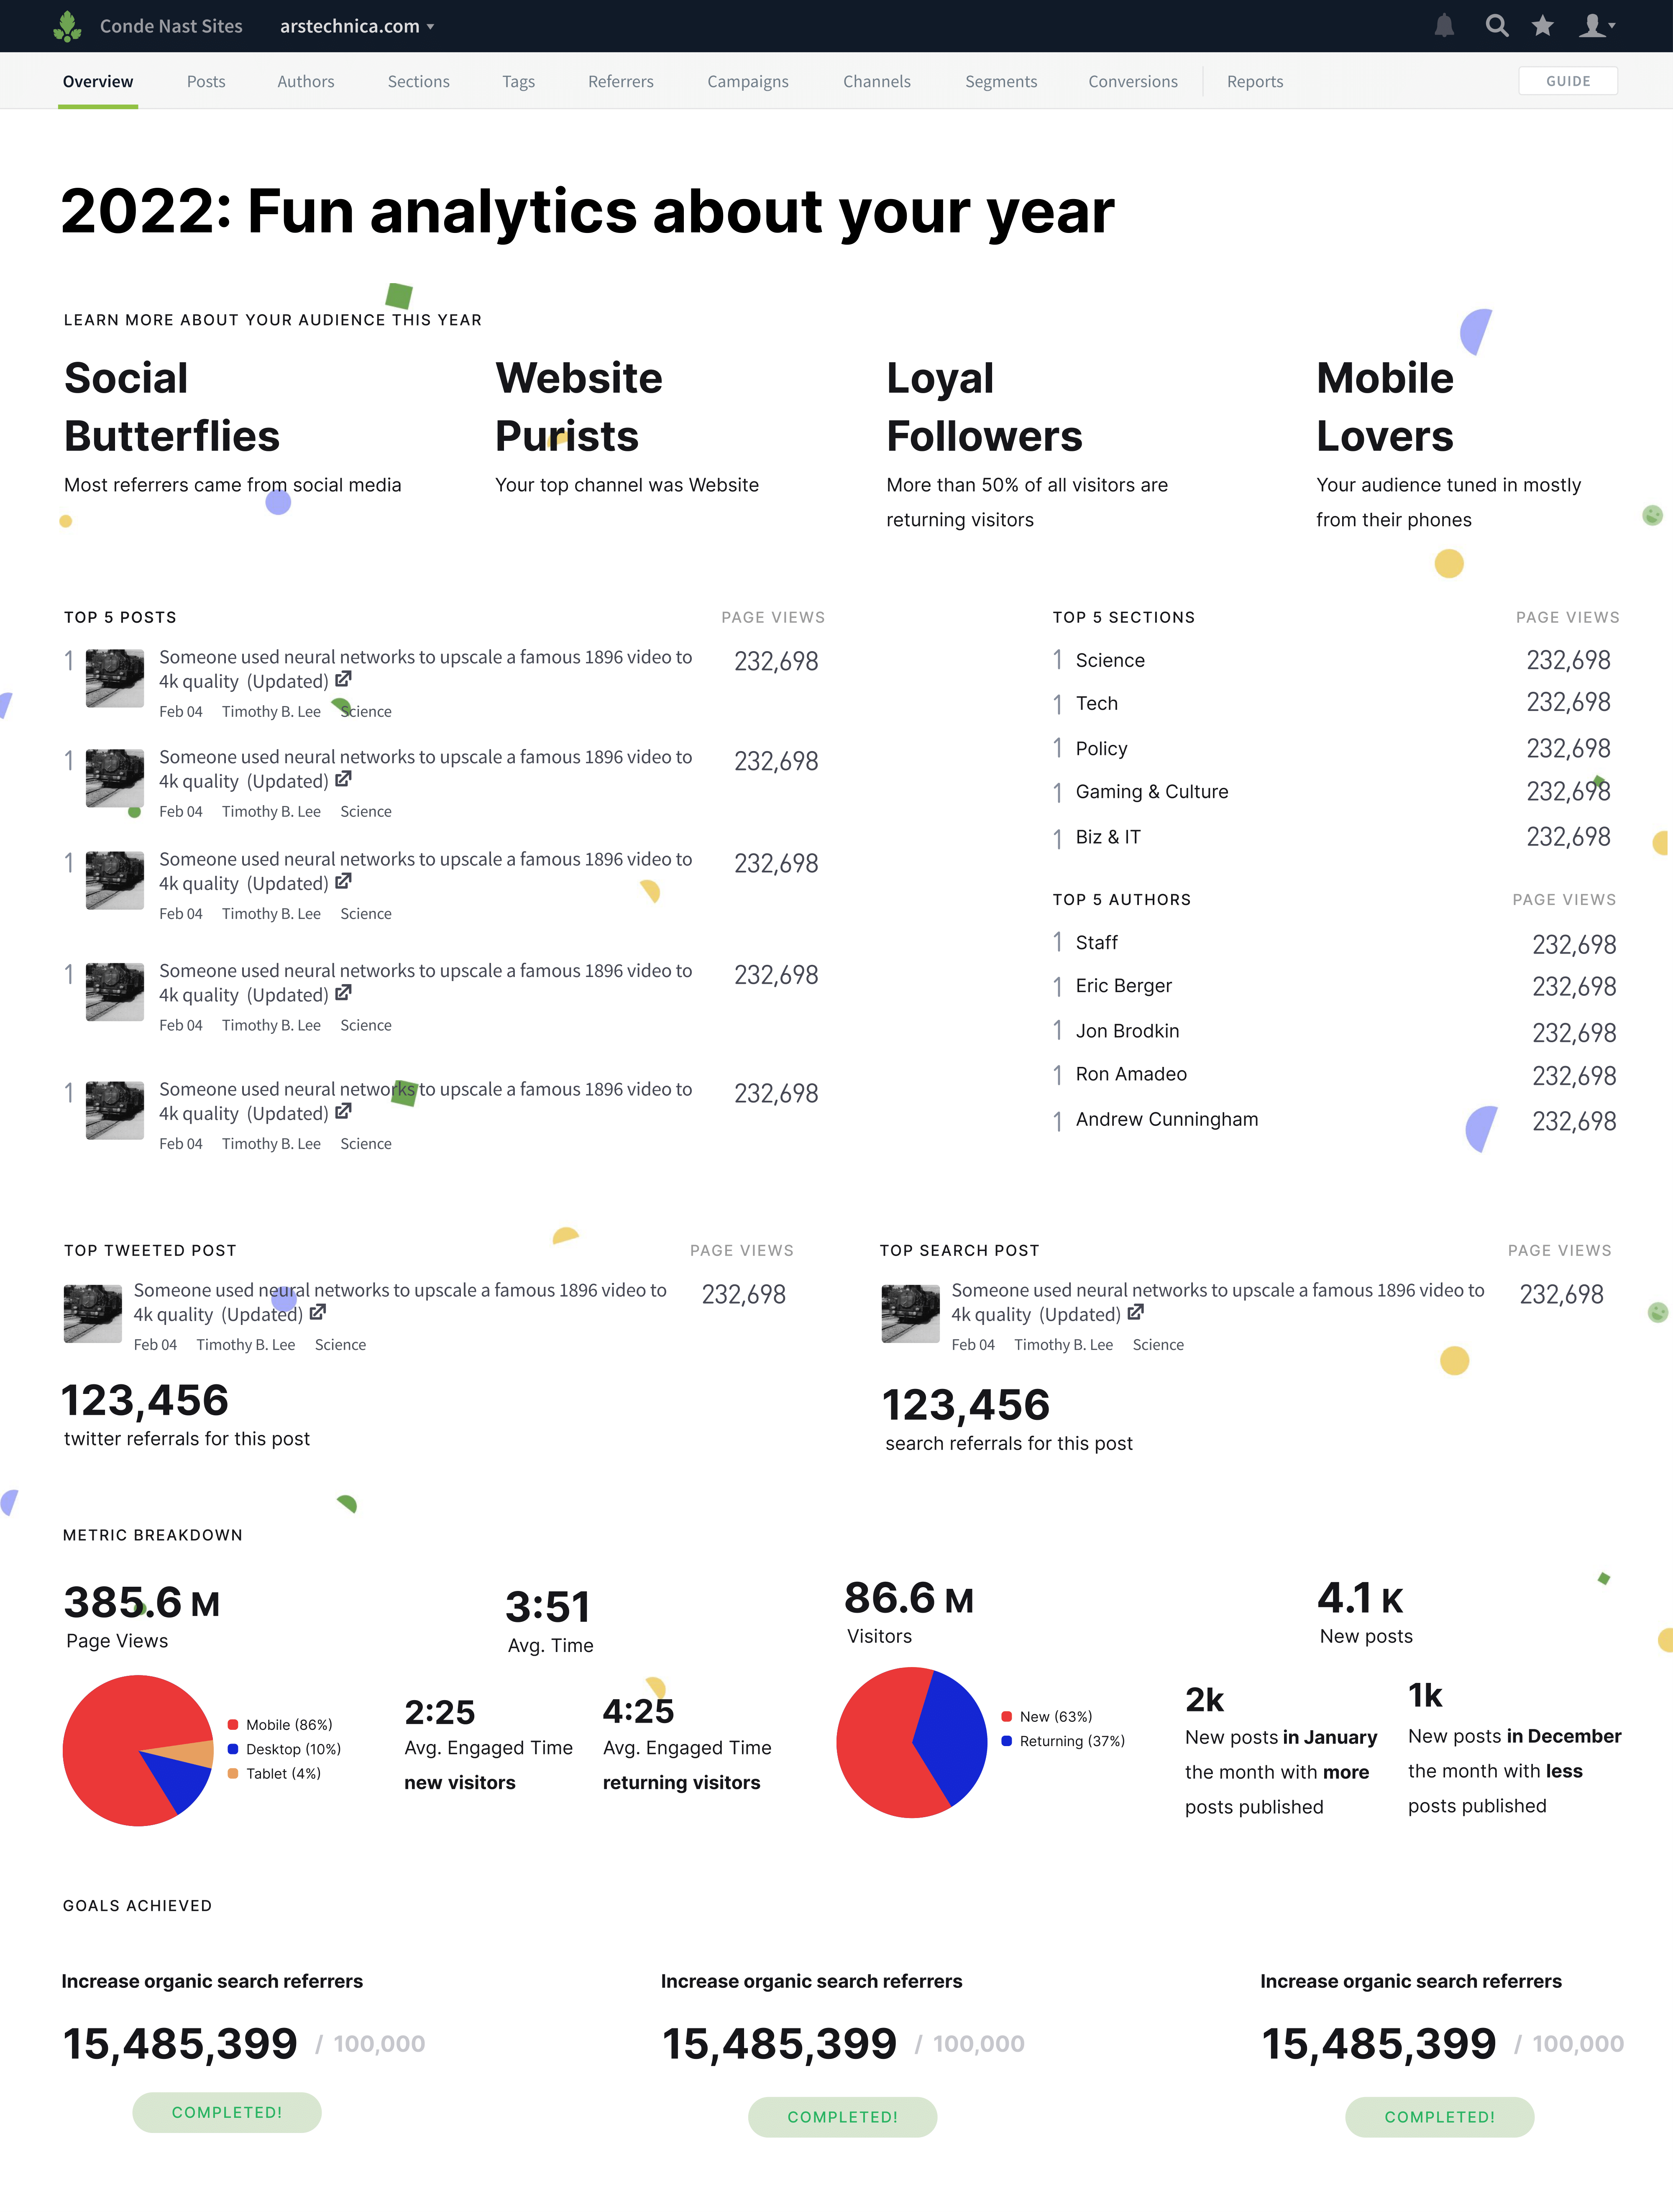 Conde Nast Sites arstechnica.com
Overview Posts Authors Sections Tags Referrers Campaigns Channels Segments Conversions Reports GUIDE
2022: Fun analytics about your year
LEARN MORE ABOUT YOUR AUDIENCE THIS YEAR
Social
Butterflies
Most referrers came from social media
Website
Purists
Your top channel was Website
Loyal
Followers
More than 50% of all visitors are
returning visitors
Mobile
Lovers
Your audience tuned in mostly
from their phones
TOP 5 POSTS PAGE VIEWS
1 Someone used neural networks to upscale a famous 1896 video to 232,698
4k quality (Updated)
Feb 04 Timothy B. Lee Science
1 Someone used neural networks to upscale a famous 1896 video to 232,698
4k quality (Updated)
Feb 04 Timothy B. Lee Science
1 Someone used neural networks to upscale a famous 1896 video to 232,698
4k quality (Updated)
Feb 04 Timothy B. Lee Science
1 Someone used neural networks to upscale a famous 1896 video to 232,698
4k quality (Updated)
Feb 04 Timothy B. Lee Science
1 Someone used neural networks to upscale a famous 1896 video to 232,698
4k quality (Updated)
Feb 04 Timothy B. Lee Science
TOP 5 SECTIONS PAGE VIEWS
1 Science 232,698
1 Tech 232,698
1 Policy 232,698
1 Gaming & Culture 232,698
1 Biz & IT 232,698
TOP 5 AUTHORS PAGE VIEWS
1 Staff 232,698
1 Eric Berger 232,698
1 Jon Brodkin 232,698
1 Ron Amadeo 232,698
1 Andrew Cunningham 232,698
TOP TWEETED POST PAGE VIEWS
Someone used neural networks to upscale a famous 1896 video to 232,698
4k quality (Updated)
Feb 04 Timothy B. Lee Science
123,456
twitter referrals for this post
TOP SEARCH POST PAGE VIEWS
Someone used neural networks to upscale a famous 1896 video to 232,698
4k quality (Updated)
Feb 04 Timothy B. Lee Science
123,456
search referrals for this post
METRIC BREAKDOWN
385.6 M
Page Views
Mobile (86%)
Desktop (10%)
Tablet (4%)
3:51
Avg. Time
2:25
Avg. Engaged Time
new visitors
4:25
Avg. Engaged Time
returning visitors
86.6 M
Visitors
New (63%)
Returning (37%)
4.1 K
New posts
2k
New posts in January
the month with more
posts published
1k
New posts in December
the month with less
posts published
GOALS ACHIEVED
Increase organic search referrers
15,485,399 / 100,000
COMPLETED!
Increase organic search referrers
15,485,399 / 100,000
COMPLETED!
Increase organic search referrers
15,485,399 / 100,000
COMPLETED!